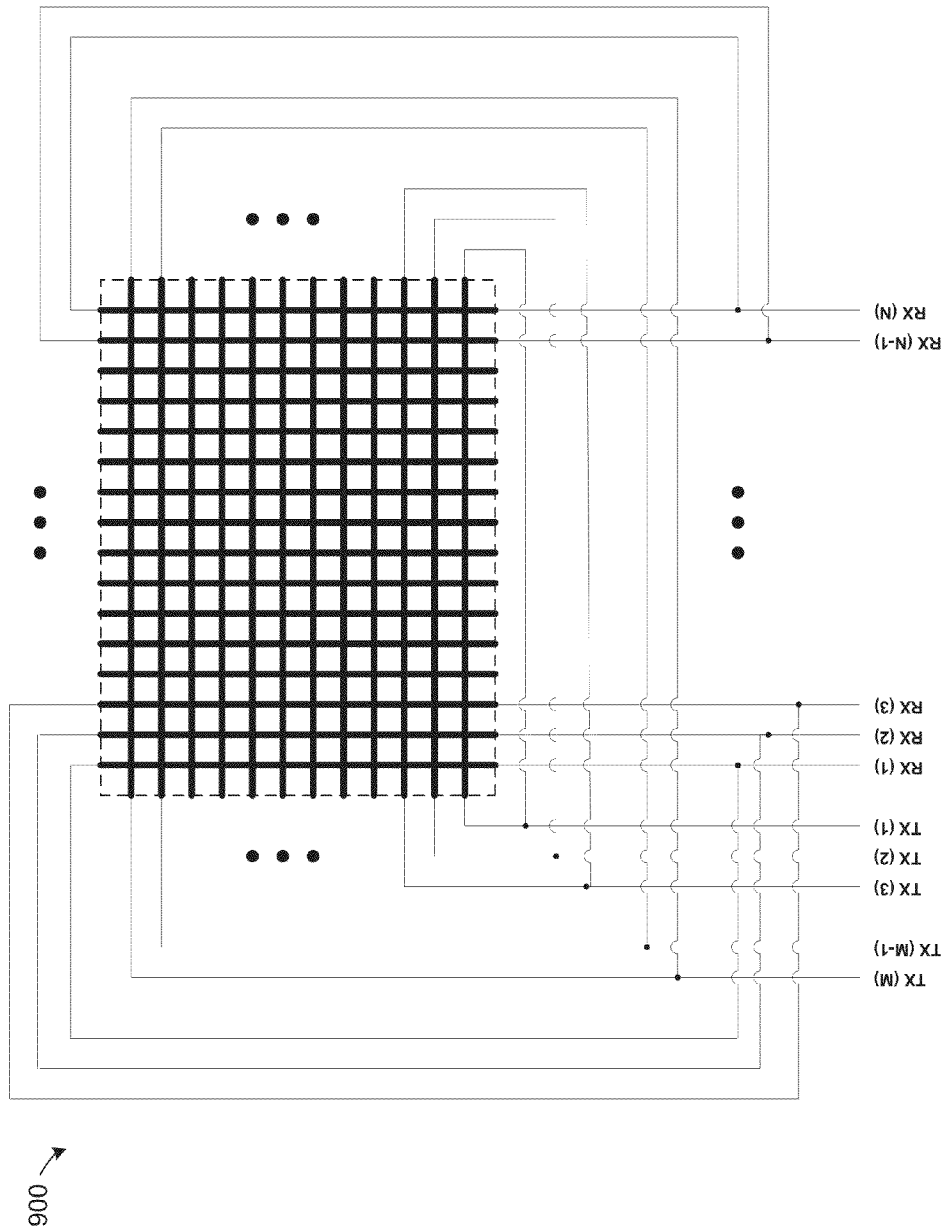 RX (N)
RX (N-1)
RX (3)
RX (2)
RX (1)
TX (1)
TX (2)
TX (3)
TX (M-1)
TX (M)
900